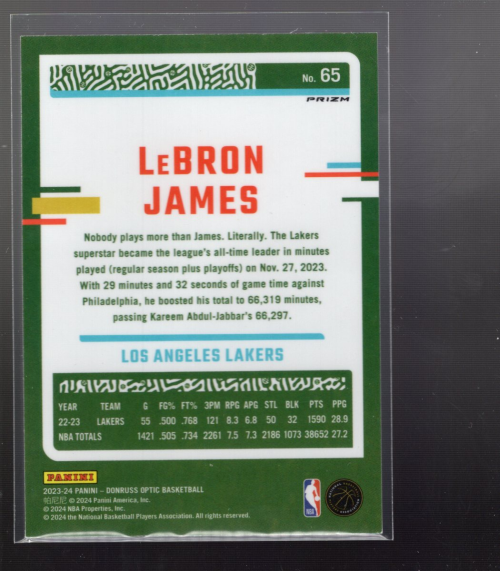 No. 65
PRIZM
LeBRON
JAMES
Nobody plays more than James. Literally. The Lakers
superstar became the league's all-time leader in minutes
played (regular season plus playoffs) on Nov. 27, 2023.
With 29 minutes and 32 seconds of game time against
Philadelphia, he boosted his total to 66,319 minutes,
passing Kareem Abdul-Jabbar's 66,297.
LOS ANGELES LAKERS
YEAR TEAM G FG% FT% 3PM RPG APG STL BLK PTS PPG
22-23 LAKERS 55 .500 .768 121 8.3 6.8 50 32 1590 28.9
NBA TOTALS 1421 .505 .734 2261 7.5 7.3 2186 1073 38652 27.2
PANINI
2023-24 PANINI – DONRUSS OPTIC BASKETBALL
帕尼尼 © 2024 Panini America, Inc.
© 2024 NBA Properties, Inc.
© 2024 the National Basketball Players Association. All rights reserved.
NBA